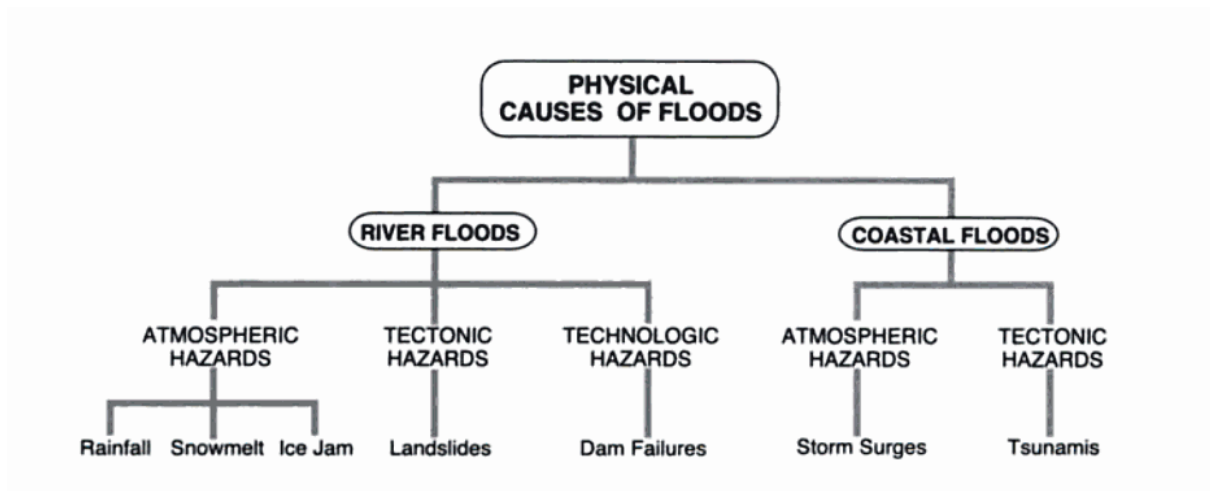 PHYSICAL
CAUSES OF FLOODS
RIVER FLOODS
COASTAL FLOODS
ATMOSPHERIC
HAZARDS
TECTONIC
HAZARDS
TECHNOLOGIC
HAZARDS
ATMOSPHERIC
HAZARDS
TECTONIC
HAZARDS
Rainfall
Snowmelt
Ice Jam
Landslides
Dam Failures
Storm Surges
Tsunamis